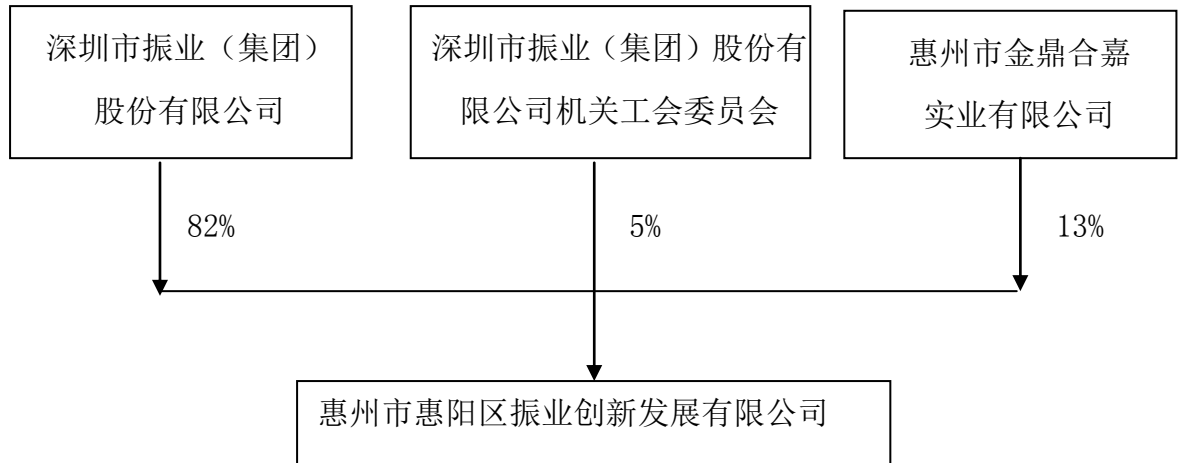 深圳市振业（集团）
股份有限公司
深圳市振业（集团）股份有
限公司机关工会委员会
惠州市金鼎合嘉
实业有限公司
82%
5%
13%
惠州市惠阳区振业创新发展有限公司